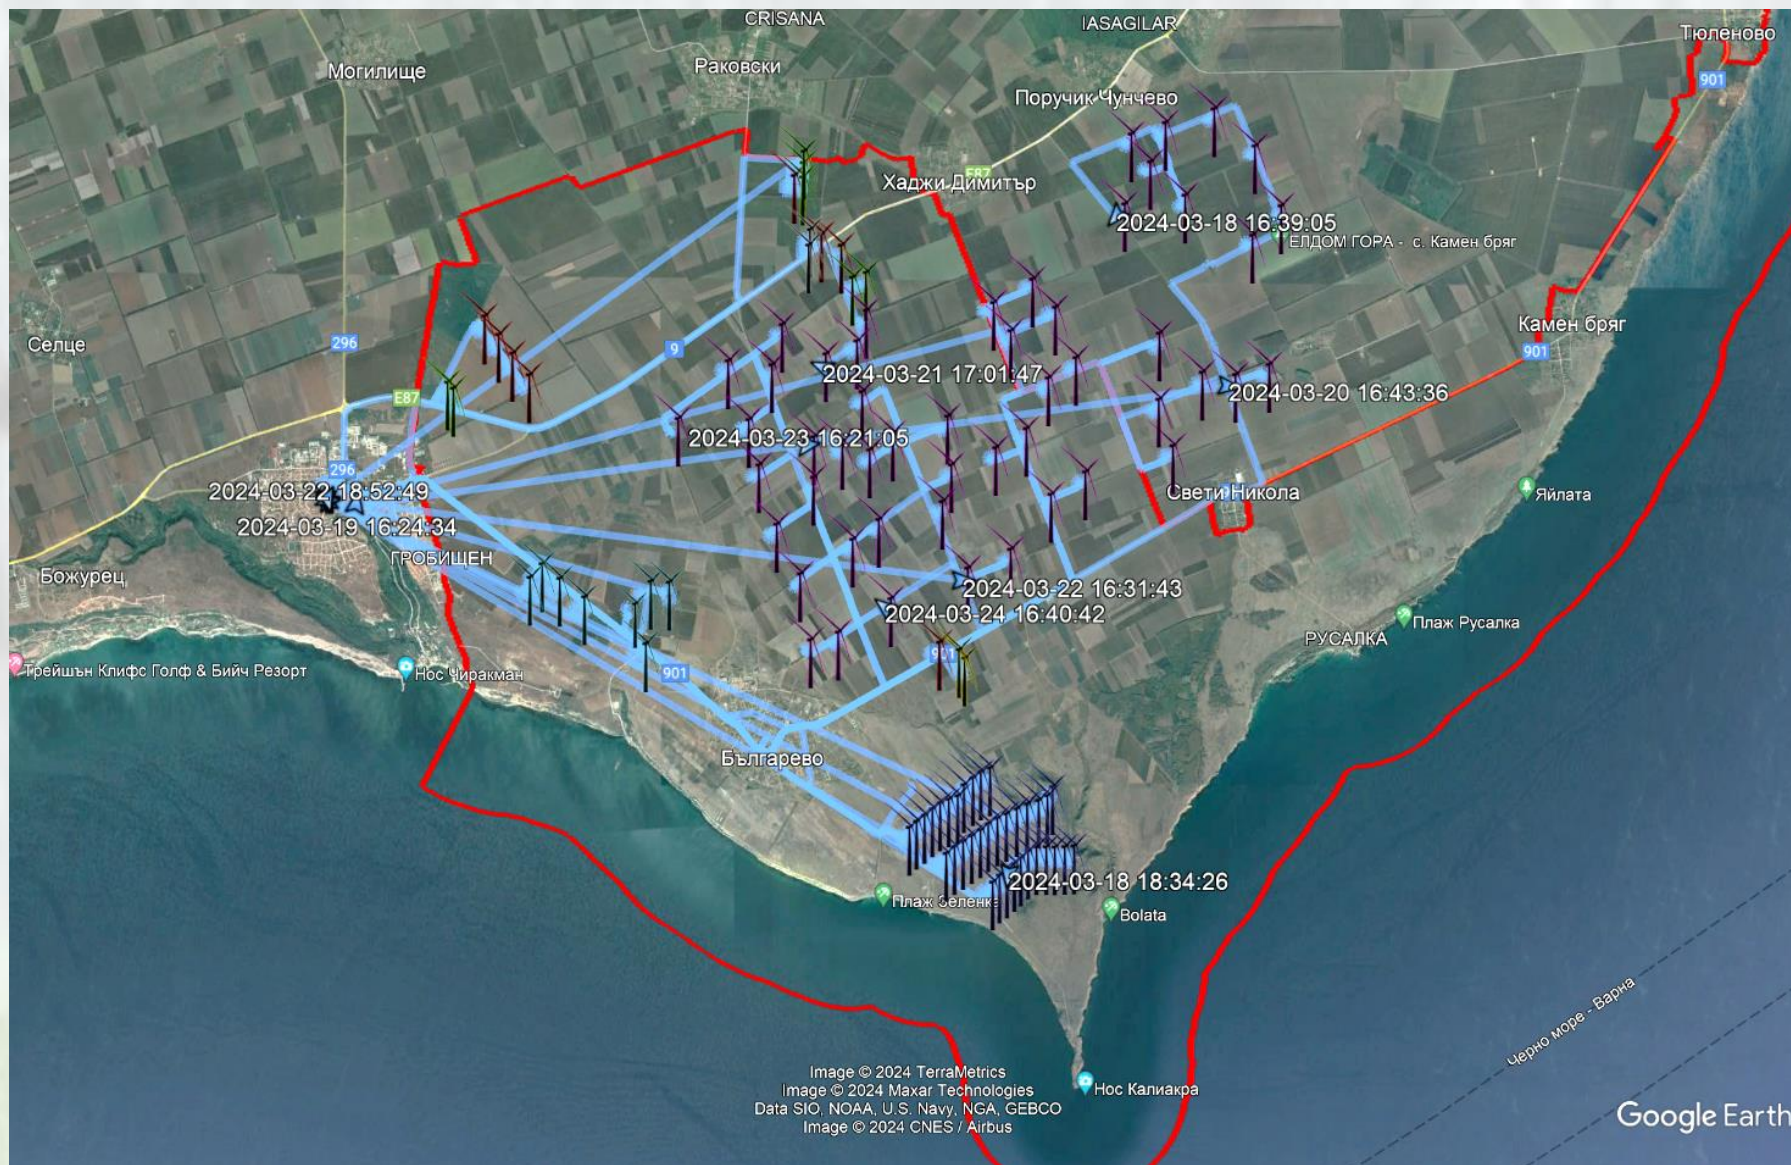 CRISANA
IASAGILAR
Тюленово
Могилище
Раковски
901
Поручик Чунчево
E87
Хаджи Димитър
2024-03-18 16:39:05
ЕЛДОМ ГОРА - с. Камен бряг
Селце
296
9
Камен бряг
901
2024-03-21 17:01:47
2024-03-20 16:43:36
E87
2024-03-23 16:21:05
296
2024-03-22 18:52:49
Свети Никола
Яйлата
2024-03-19 16:24:34
ГРОБИЩЕН
Божурец
2024-03-22 16:31:43
2024-03-24 16:40:42
Плаж Русалка
РУСАЛКА
901
Трейшън Клифс Голф & Бийч Резорт
Нос Чиракман
901
Българево
2024-03-18 18:34:26
Плаж Зеленка
Bolata
Черно море - Варна
Нос Калиакра
Image © 2024 TerraMetrics
Image © 2024 Maxar Technologies
Data SIO, NOAA, U.S. Navy, NGA, GEBCO
Image © 2024 CNES / Airbus
Google Earth